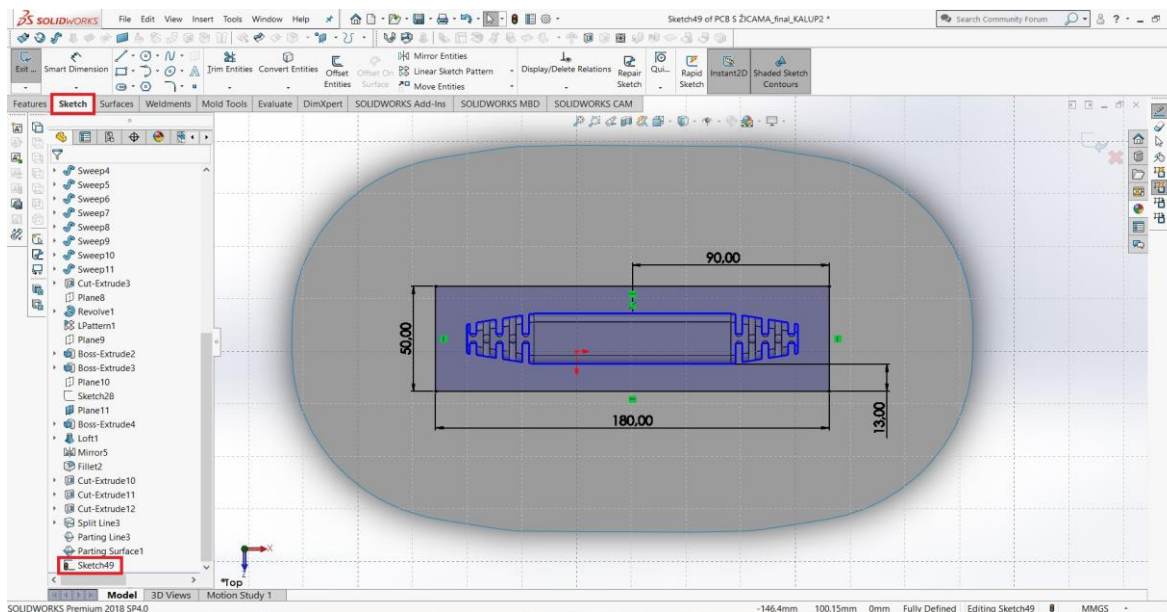 SOLIDWORKS File Edit View Insert Tools Window Help Sketch49 of PCB S ŽICAMA_final_KALUP2 * Search Community Forum
Exit ... Smart Dimension Trim Entities Convert Entities Offset Entities Offset On Surface Mirror Entities Linear Sketch Pattern Move Entities Display/Delete Relations Repair Sketch Qui... Rapid Sketch Instant2D Shaded Sketch Contours
Features Sketch Surfaces Weldments Mold Tools Evaluate DimXpert SOLIDWORKS Add-Ins SOLIDWORKS MBD SOLIDWORKS CAM
Sweep4
Sweep5
Sweep6
Sweep7
Sweep8
Sweep9
Sweep10
Sweep11
Cut-Extrude3
Plane8
Revolve1
LPattern1
Plane9
Boss-Extrude2
Boss-Extrude3
Plane10
Sketch28
Plane11
Boss-Extrude4
Loft1
Mirror5
Fillet2
Cut-Extrude10
Cut-Extrude11
Cut-Extrude12
Split Line3
Parting Line3
Parting Surface1
Sketch49
90,00
50,00
180,00
13,00
X
Z
*Top
Model 3D Views Motion Study 1
SOLIDWORKS Premium 2018 SP4.0 -146.4mm 100.15mm 0mm Fully Defined Editing Sketch49 MMGS